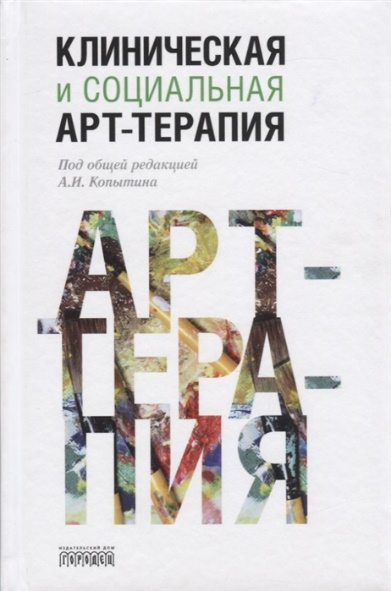 КЛИНИЧЕСКАЯ
И СОЦИАЛЬНАЯ
АРТ-ТЕРАПИЯ
Под общей редакцией
А.И. Копытина
АРТ-
ТЕРА-
ПИЯ
ИЗДАТЕЛЬСКИЙ ДОМ
ГОРОДЕЦ